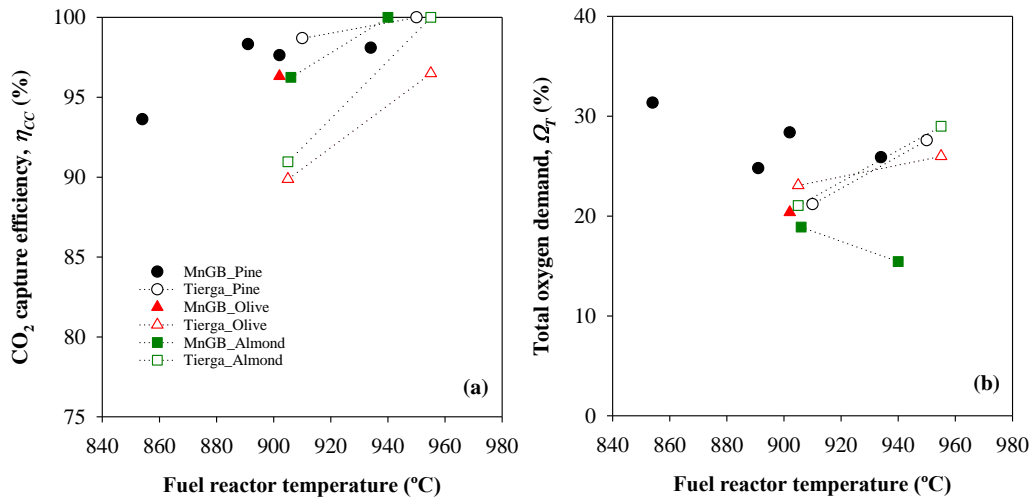 100
95
90
85
80
75
CO2 capture efficiency, ηCC (%)
MnGB_Pine
Tierga_Pine
MnGB_Olive
Tierga_Olive
MnGB_Almond
Tierga_Almond
(a)
840 860 880 900 920 940 960 980
Fuel reactor temperature (ºC)
40
30
20
10
0
Total oxygen demand, ΩT (%)
(b)
840 860 880 900 920 940 960 980
Fuel reactor temperature (ºC)